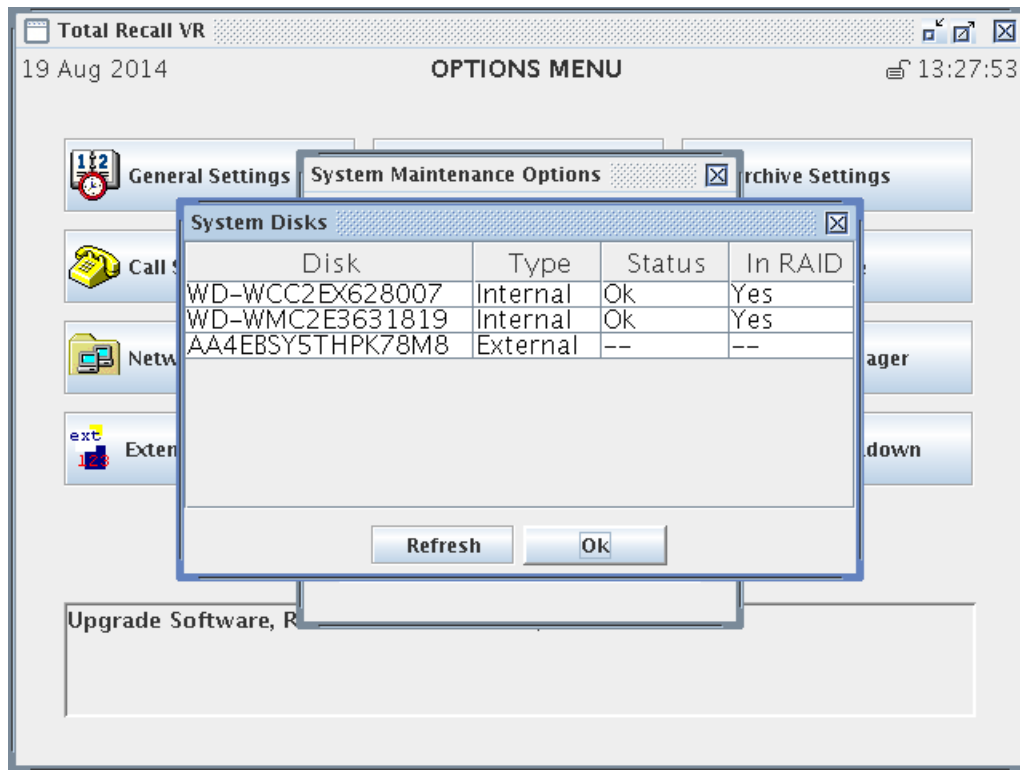 Total Recall VR
19 Aug 2014 OPTIONS MENU 13:27:53
General Settings
System Maintenance Options
rchive Settings
System Disks
Call
Disk Type Status In RAID
WD-WCC2EX628007 Internal Ok Yes
WD-WMC2E3631819 Internal Ok Yes
AA4EBSY5THPK78M8 External -- --
Netw
ager
ext
123
Exten
down
Refresh Ok
Upgrade Software, R